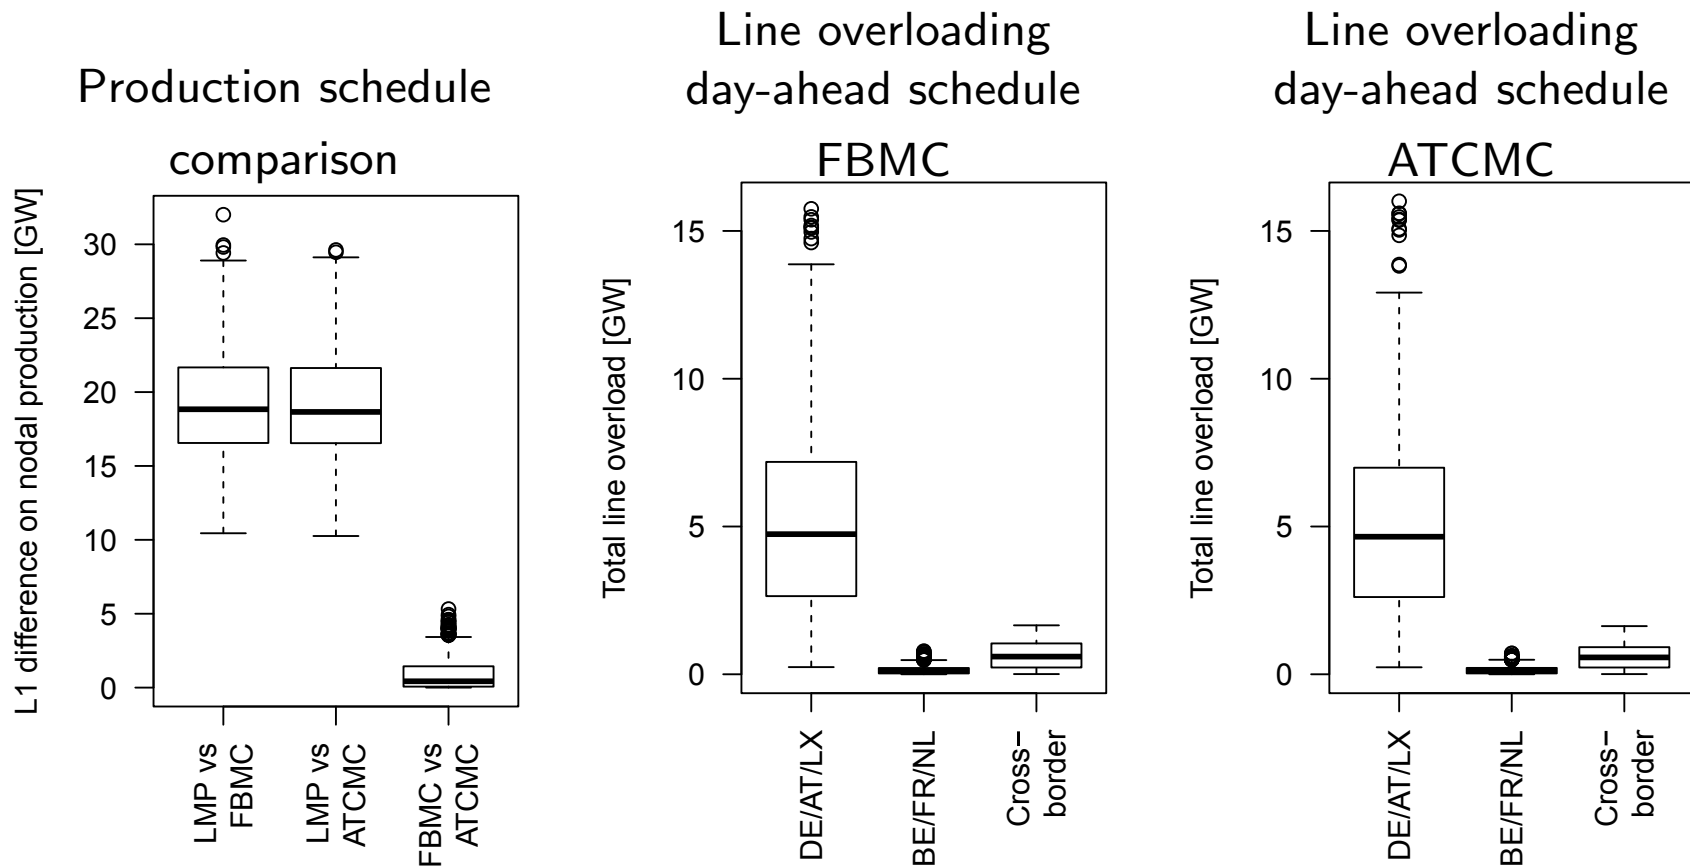 Production schedule
comparison
L1 difference on nodal production [GW]
30
25
20
15
10
5
0
LMP vs
FBMC
LMP vs
ATCMC
FBMC vs
ATCMC
Line overloading
day-ahead schedule
FBMC
Total line overload [GW]
15
10
5
0
DE/AT/LX
BE/FR/NL
Cross−
border
Line overloading
day-ahead schedule
ATCMC
Total line overload [GW]
15
10
5
0
DE/AT/LX
BE/FR/NL
Cross−
border